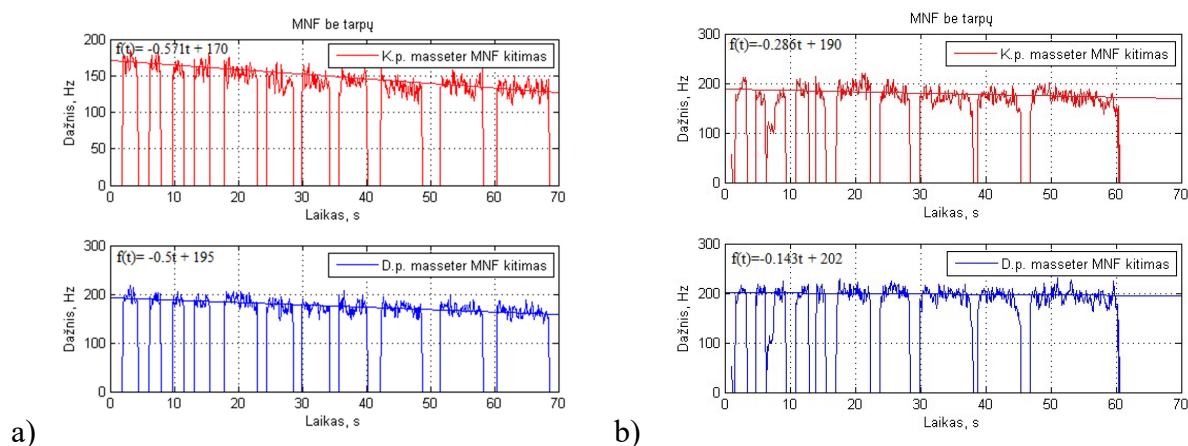 MNF be tarpų
f(t)= -0.571t + 170
K.p. masseter MNF kitimas
Dažnis, Hz
200
150
100
50
0
0 10 20 30 40 50 60 70
Laikas, s
f(t)= -0.5t + 195
D.p. masseter MNF kitimas
Dažnis, Hz
300
200
100
0
0 10 20 30 40 50 60 70
Laikas, s
a)
MNF be tarpų
f(t)=-0.286t + 190
K.p. masseter MNF kitimas
Dažnis, Hz
300
200
100
0
0 10 20 30 40 50 60 70
Laikas, s
f(t)=-0.143t + 202
D.p. masseter MNF kitimas
Dažnis, Hz
300
200
100
0
0 10 20 30 40 50 60 70
Laikas, s
b)